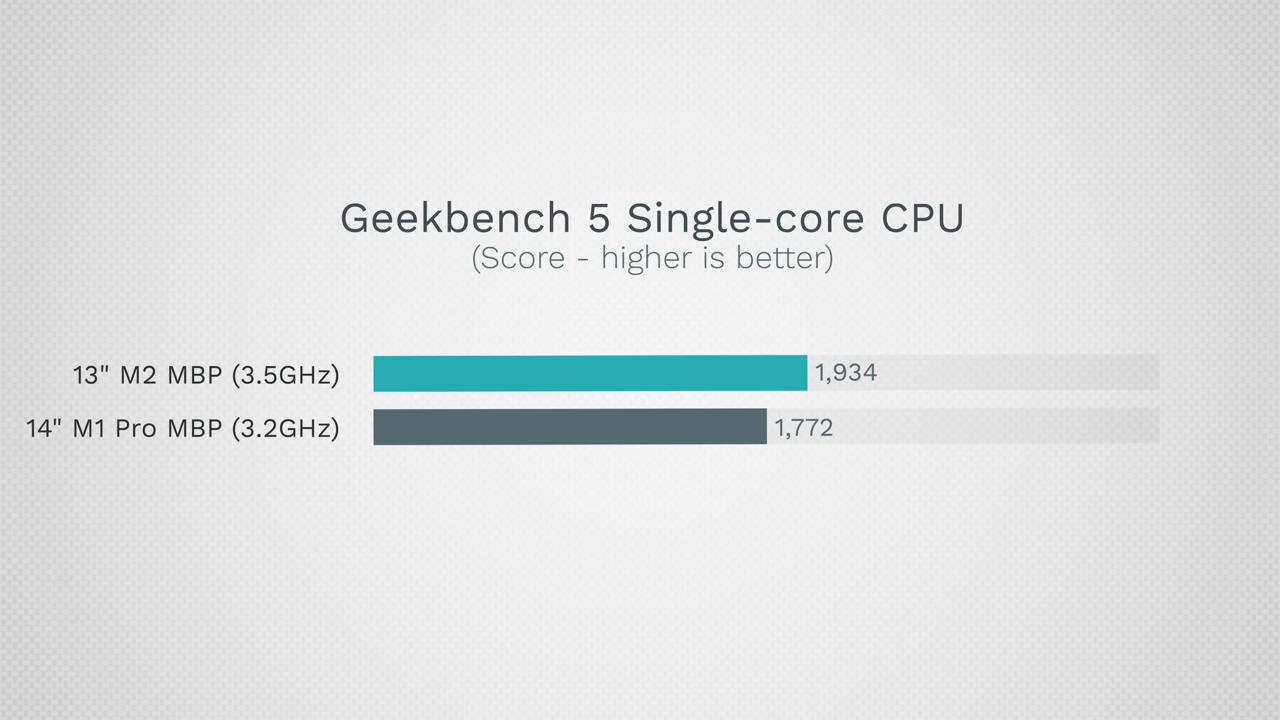 Geekbench 5 Single-core CPU
(Score - higher is better)
13" M2 MBP (3.5GHz) 1,934
14" M1 Pro MBP (3.2GHz) 1,772